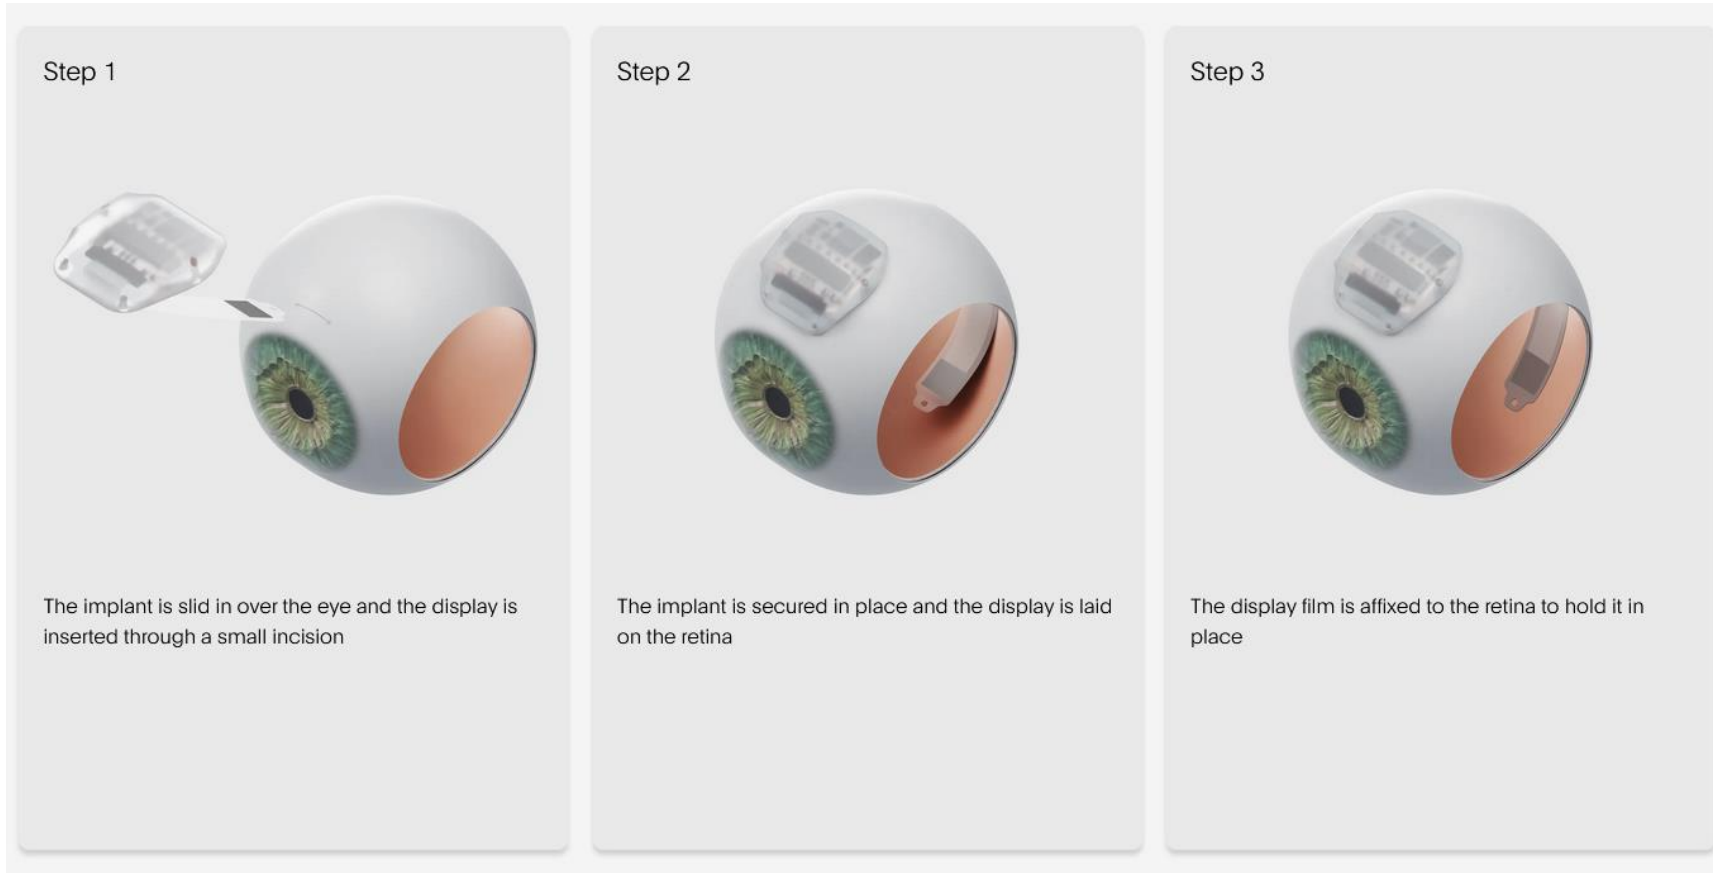 Step 1
The implant is slid in over the eye and the display is
inserted through a small incision
Step 2
The implant is secured in place and the display is laid
on the retina
Step 3
The display film is affixed to the retina to hold it in
place